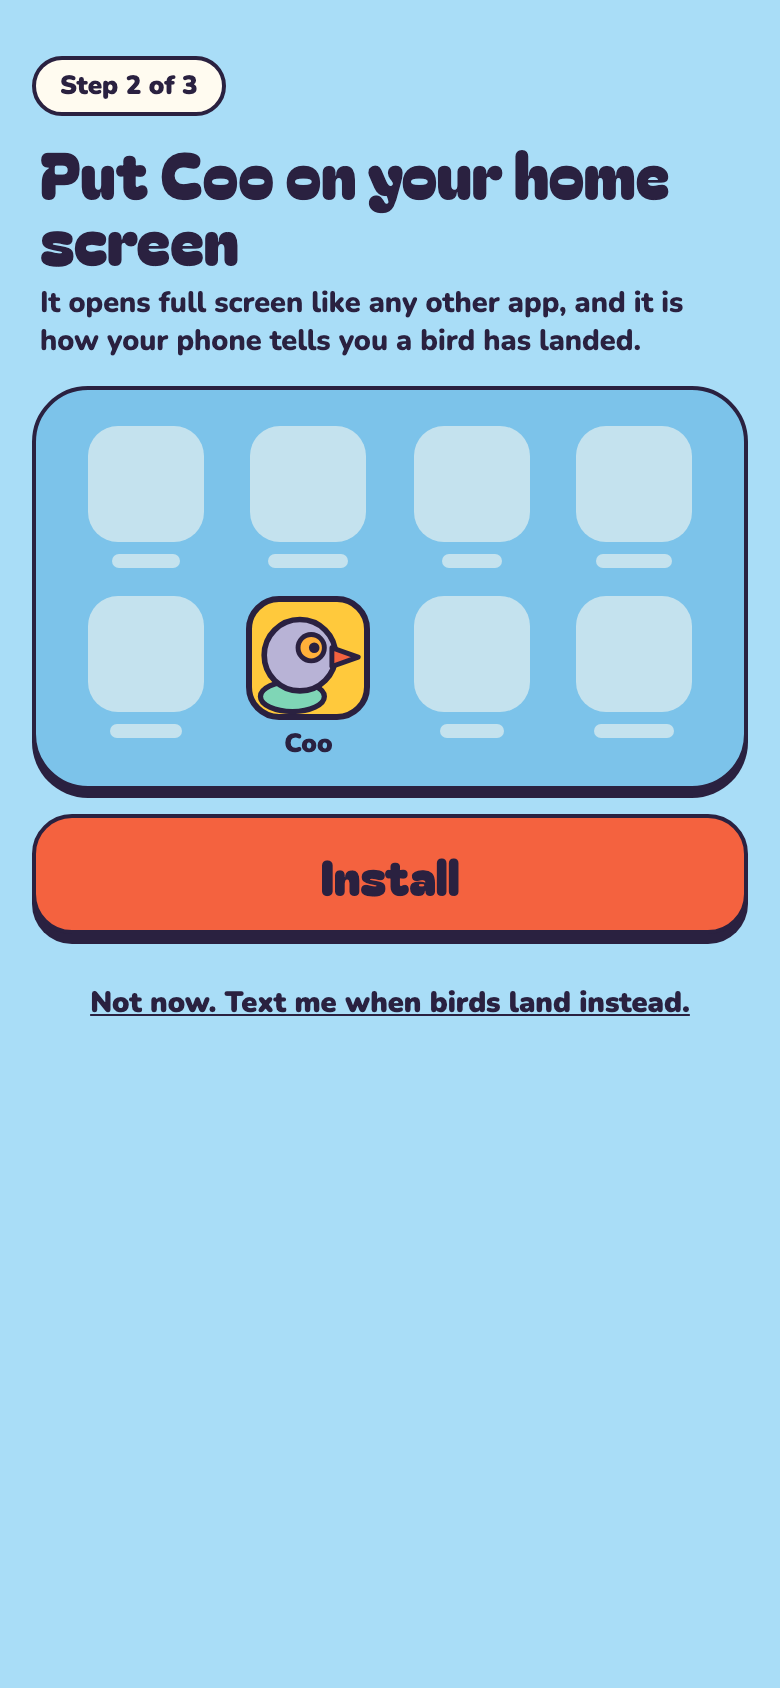 Step 2 of 3
Put Coo on your home
screen
It opens full screen like any other app, and it is
how your phone tells you a bird has landed.
Coo
Install
Not now. Text me when birds land instead.